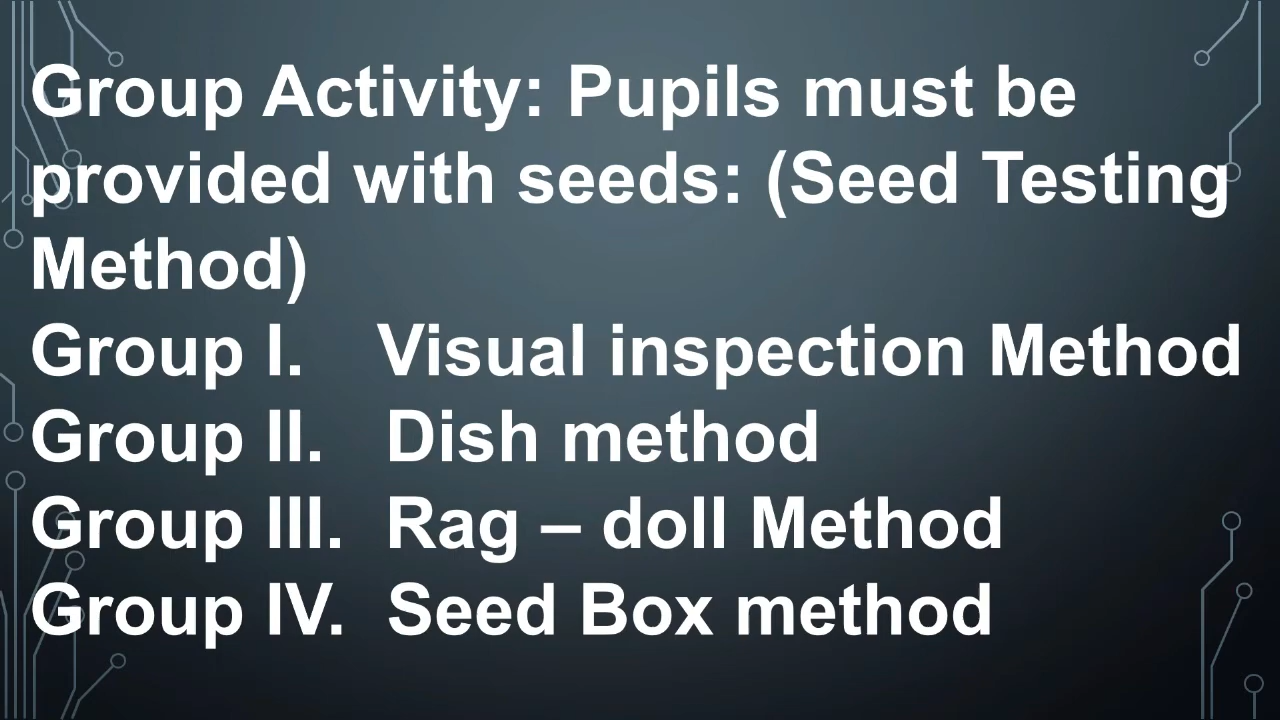 Group Activity: Pupils must be
provided with seeds: (Seed Testing
Method)
Group I. Visual inspection Method
Group II. Dish method
Group III. Rag – doll Method
Group IV. Seed Box method